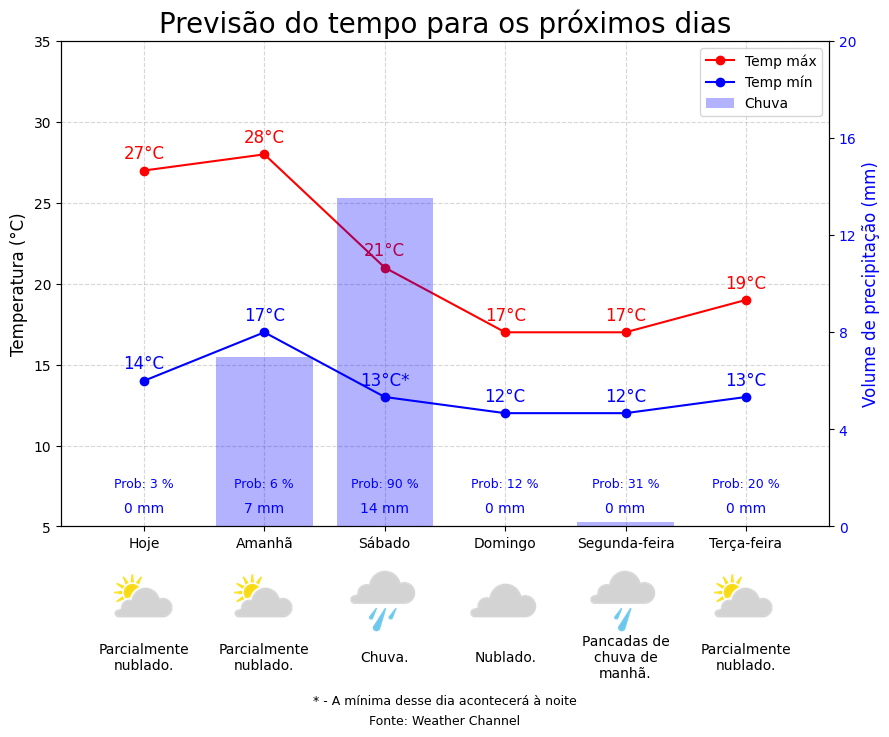 Previsão do tempo para os próximos dias
Temp máx
Temp mín
Chuva
Temperatura (°C)
Volume de precipitação (mm)
35
30
25
20
15
10
5
20
16
12
8
4
0
27°C
28°C
21°C
17°C
17°C
19°C
14°C
17°C
13°C*
12°C
12°C
13°C
Prob: 3 %
Prob: 6 %
Prob: 90 %
Prob: 12 %
Prob: 31 %
Prob: 20 %
0 mm
7 mm
14 mm
0 mm
0 mm
0 mm
Hoje
Amanhã
Sábado
Domingo
Segunda-feira
Terça-feira
Parcialmente
nublado.
Parcialmente
nublado.
Chuva.
Nublado.
Pancadas de
chuva de
manhã.
Parcialmente
nublado.
* - A mínima desse dia acontecerá à noite
Fonte: Weather Channel